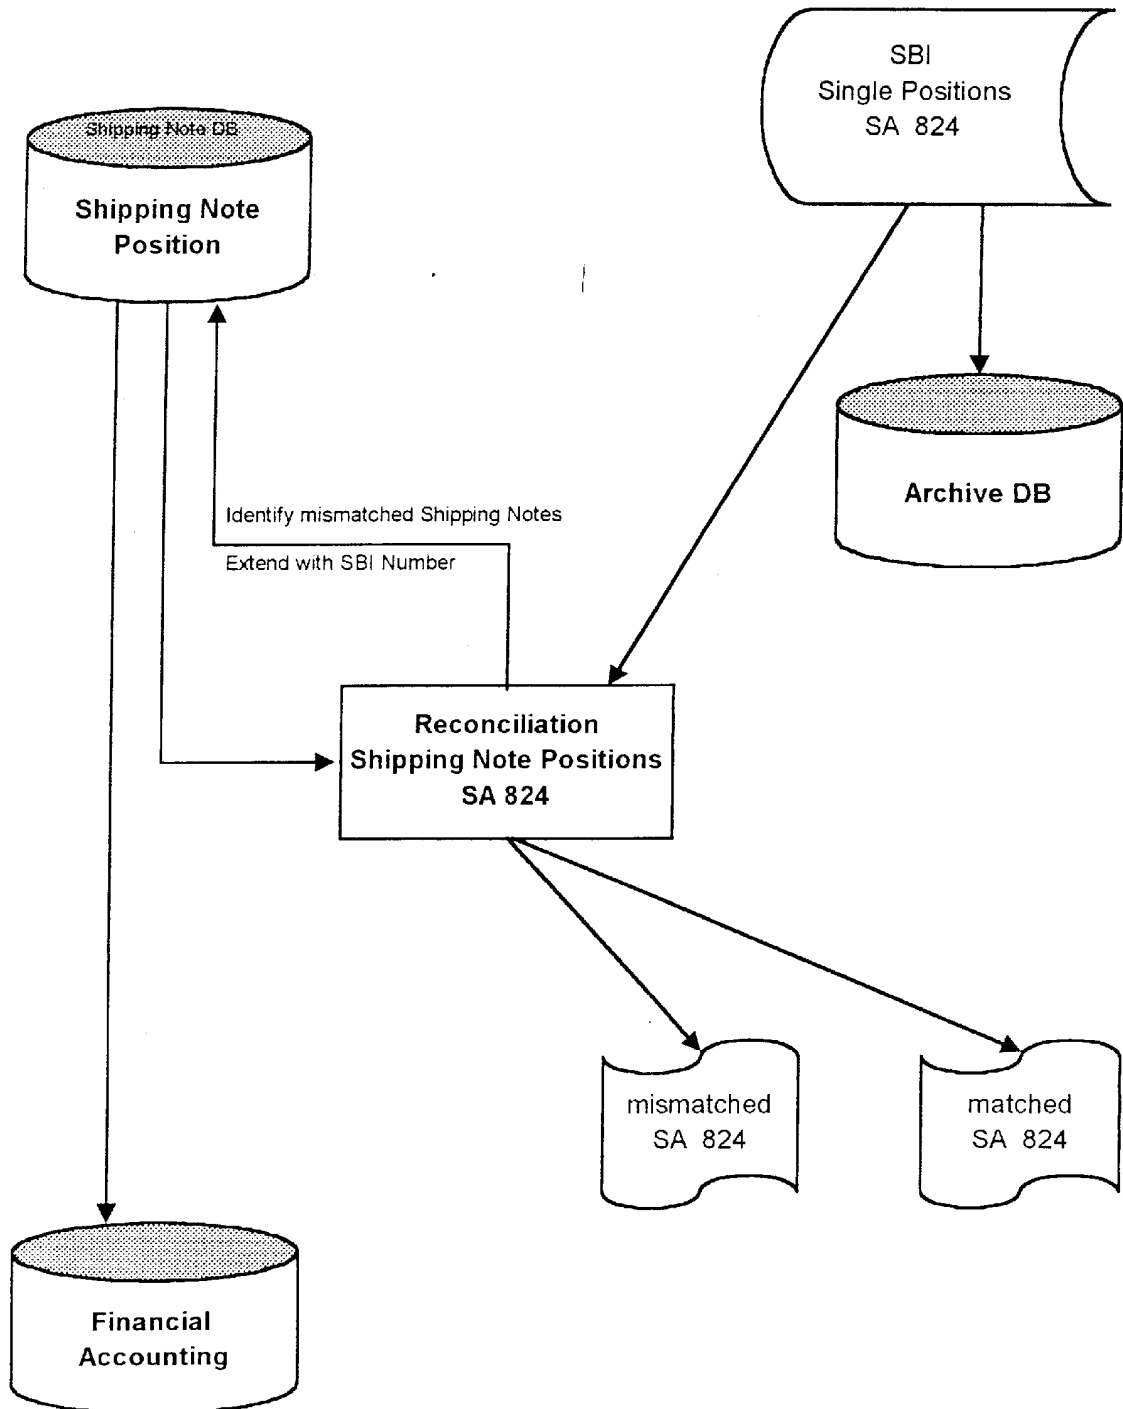 SBI
Single Positions
SA 824
Shipping Note DB
Shipping Note
Position
Archive DB
Identify mismatched Shipping Notes
Extend with SBI Number
Reconciliation
Shipping Note Positions
SA 824
mismatched
SA 824
matched
SA 824
Financial
Accounting